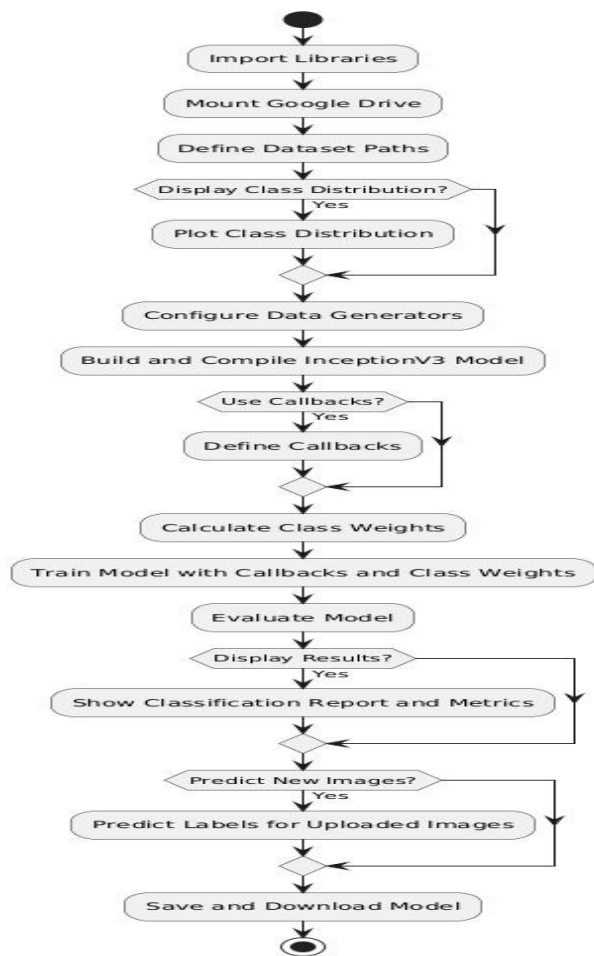 Import Libraries
Mount Google Drive
Define Dataset Paths
Display Class Distribution?
Yes
Plot Class Distribution
Configure Data Generators
Build and Compile InceptionV3 Model
Use Callbacks?
Yes
Define Callbacks
Calculate Class Weights
Train Model with Callbacks and Class Weights
Evaluate Model
Display Results?
Yes
Show Classification Report and Metrics
Predict New Images?
Yes
Predict Labels for Uploaded Images
Save and Download Model